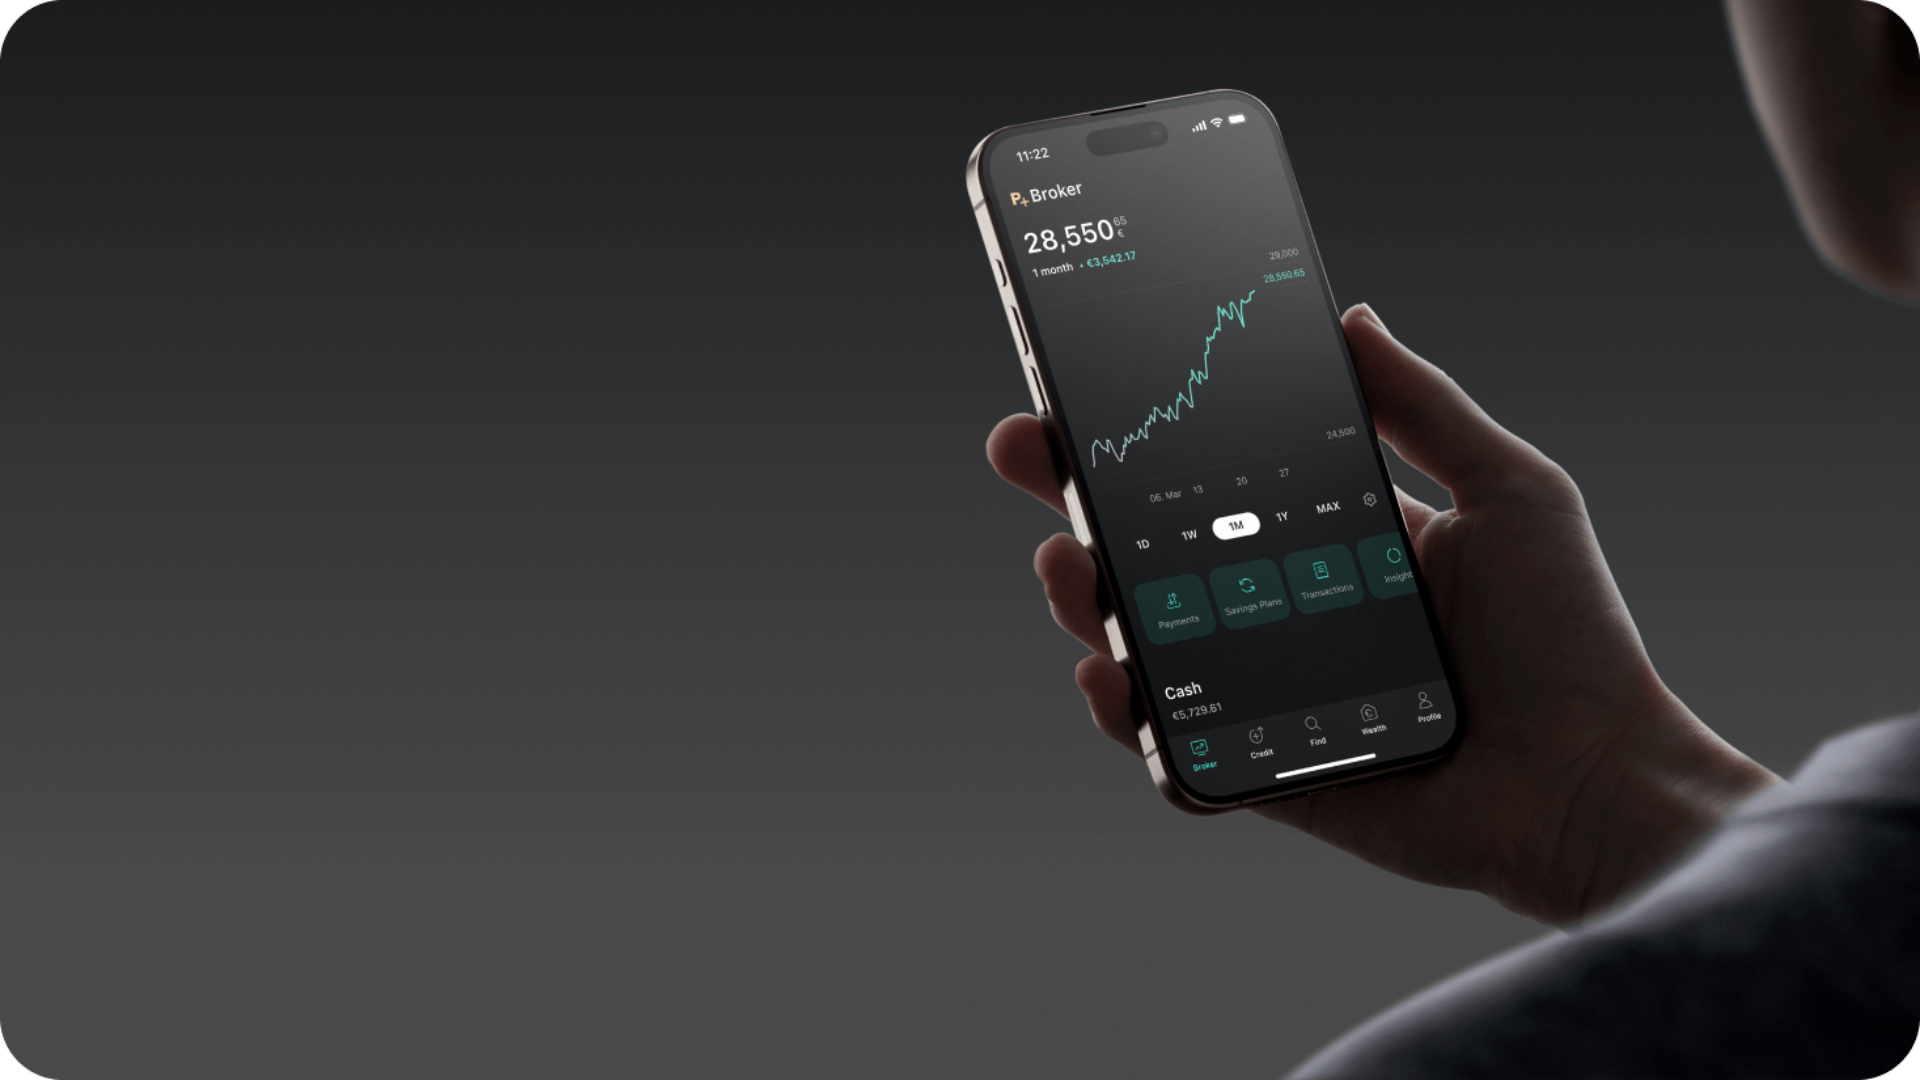 11:22
P+ Broker
28,550 65 €
1 month ▲ €3,542.17
29,000
28,550.65
24,500
06. Mar 13 20 27
1D 1W 1M 1Y MAX
Payments Savings Plans Transactions Insight
Cash
€5,729.61
Broker Credit Find Wealth Profile